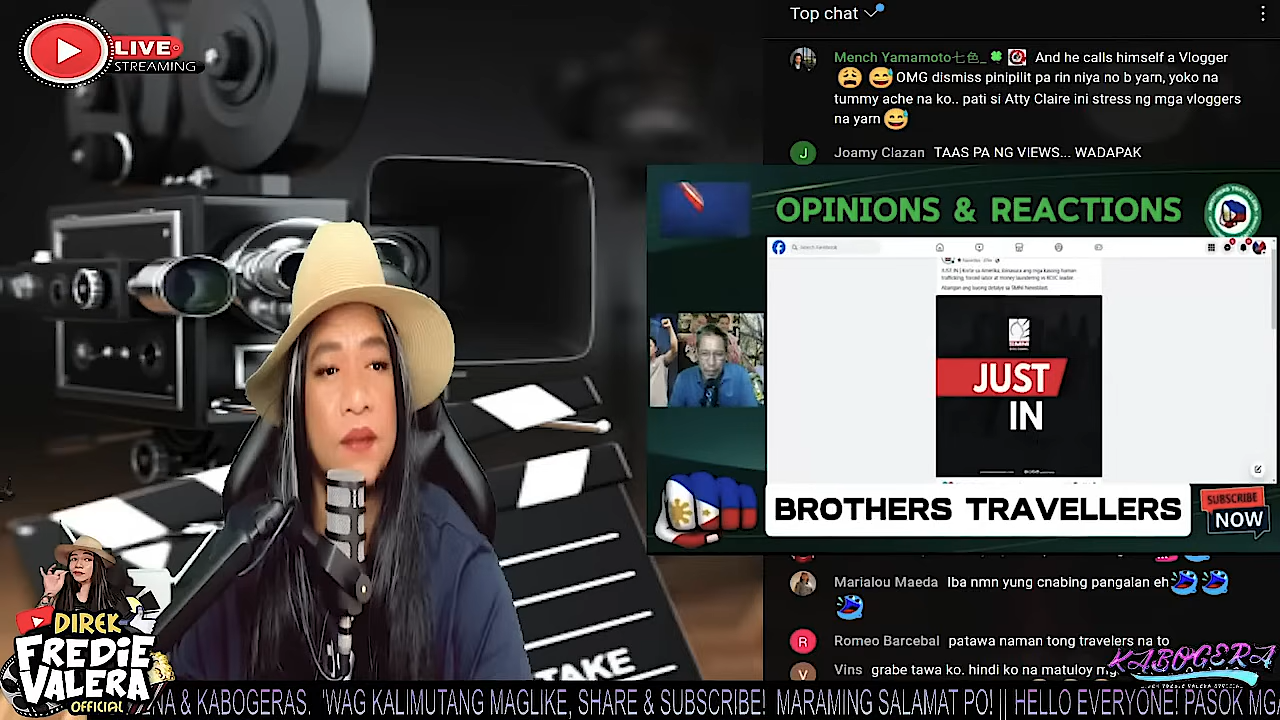 LIVE
STREAMING
Top chat
Mench Yamamoto七色_ And he calls himself a Vlogger
OMG dismiss pinipilit pa rin niya no b yarn, yoko na
tummy ache na ko.. pati si Atty Claire ini stress ng mga vloggers
na yarn
J
Joamy Clazan TAAS PA NG VIEWS... WADAPAK
OPINIONS & REACTIONS
Search Facebook
JUST
IN
BROTHERS TRAVELLERS
SUBSCRIBE
NOW
Marialou Maeda Iba nmn yung cnabing pangalan eh
R
Romeo Barcebal patawa naman tong travelers na to
V
Vins grabe tawa ko. hindi ko na matuloy
KABOGERA
TAKE
DIREK
FREDIE
VALERA
OFFICIAL
NA & KABOGERAS. 'WAG KALIMUTANG MAGLIKE, SHARE & SUBSCRIBE! MARAMING SALAMAT PO! || HELLO EVERYONE! PASOK MGA